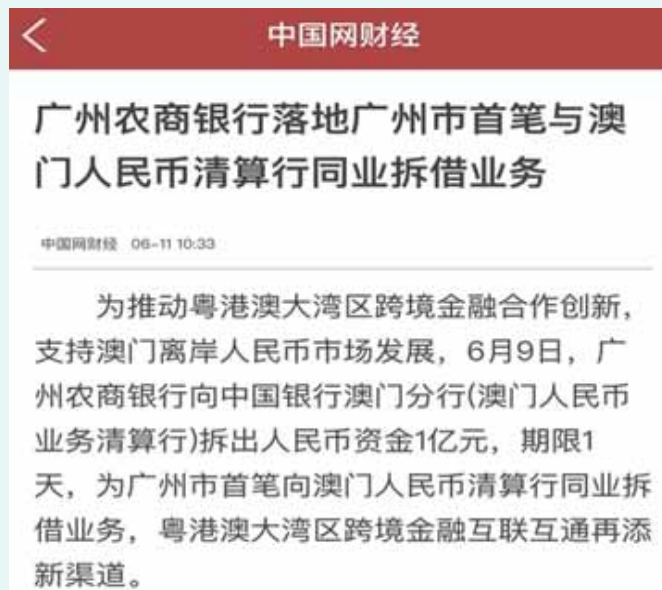 中国网财经
广州农商银行落地广州市首笔与澳
门人民币清算行同业拆借业务
中国网财经 06-11 10:33
为推动粤港澳大湾区跨境金融合作创新，
支持澳门离岸人民币市场发展，6月9日，广
州农商银行向中国银行澳门分行(澳门人民币
业务清算行)拆出人民币资金1亿元，期限1
天，为广州市首笔向澳门人民币清算行同业拆
借业务，粤港澳大湾区跨境金融互联互通再添
新渠道。